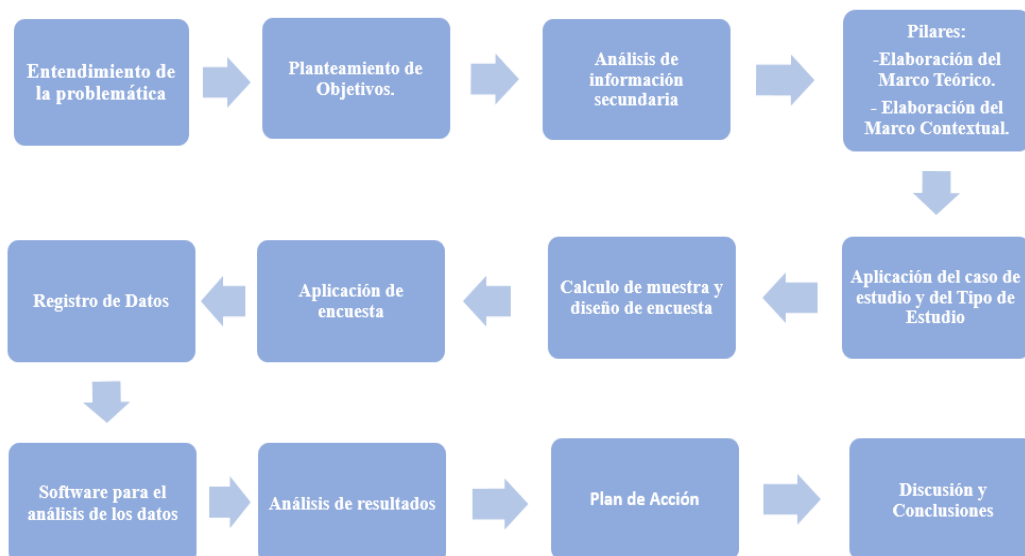 Entendimiento de
la problemática
Planteamiento de
Objetivos.
Análisis de
información
secundaria
Pilares:
-Elaboración del
Marco Teórico.
- Elaboración del
Marco Contextual.
Aplicación del caso de
estudio y del Tipo de
Estudio
Calculo de muestra y
diseño de encuesta
Aplicación de
encuesta
Registro de Datos
Software para el
análisis de los datos
Análisis de resultados
Plan de Acción
Discusión y
Conclusiones